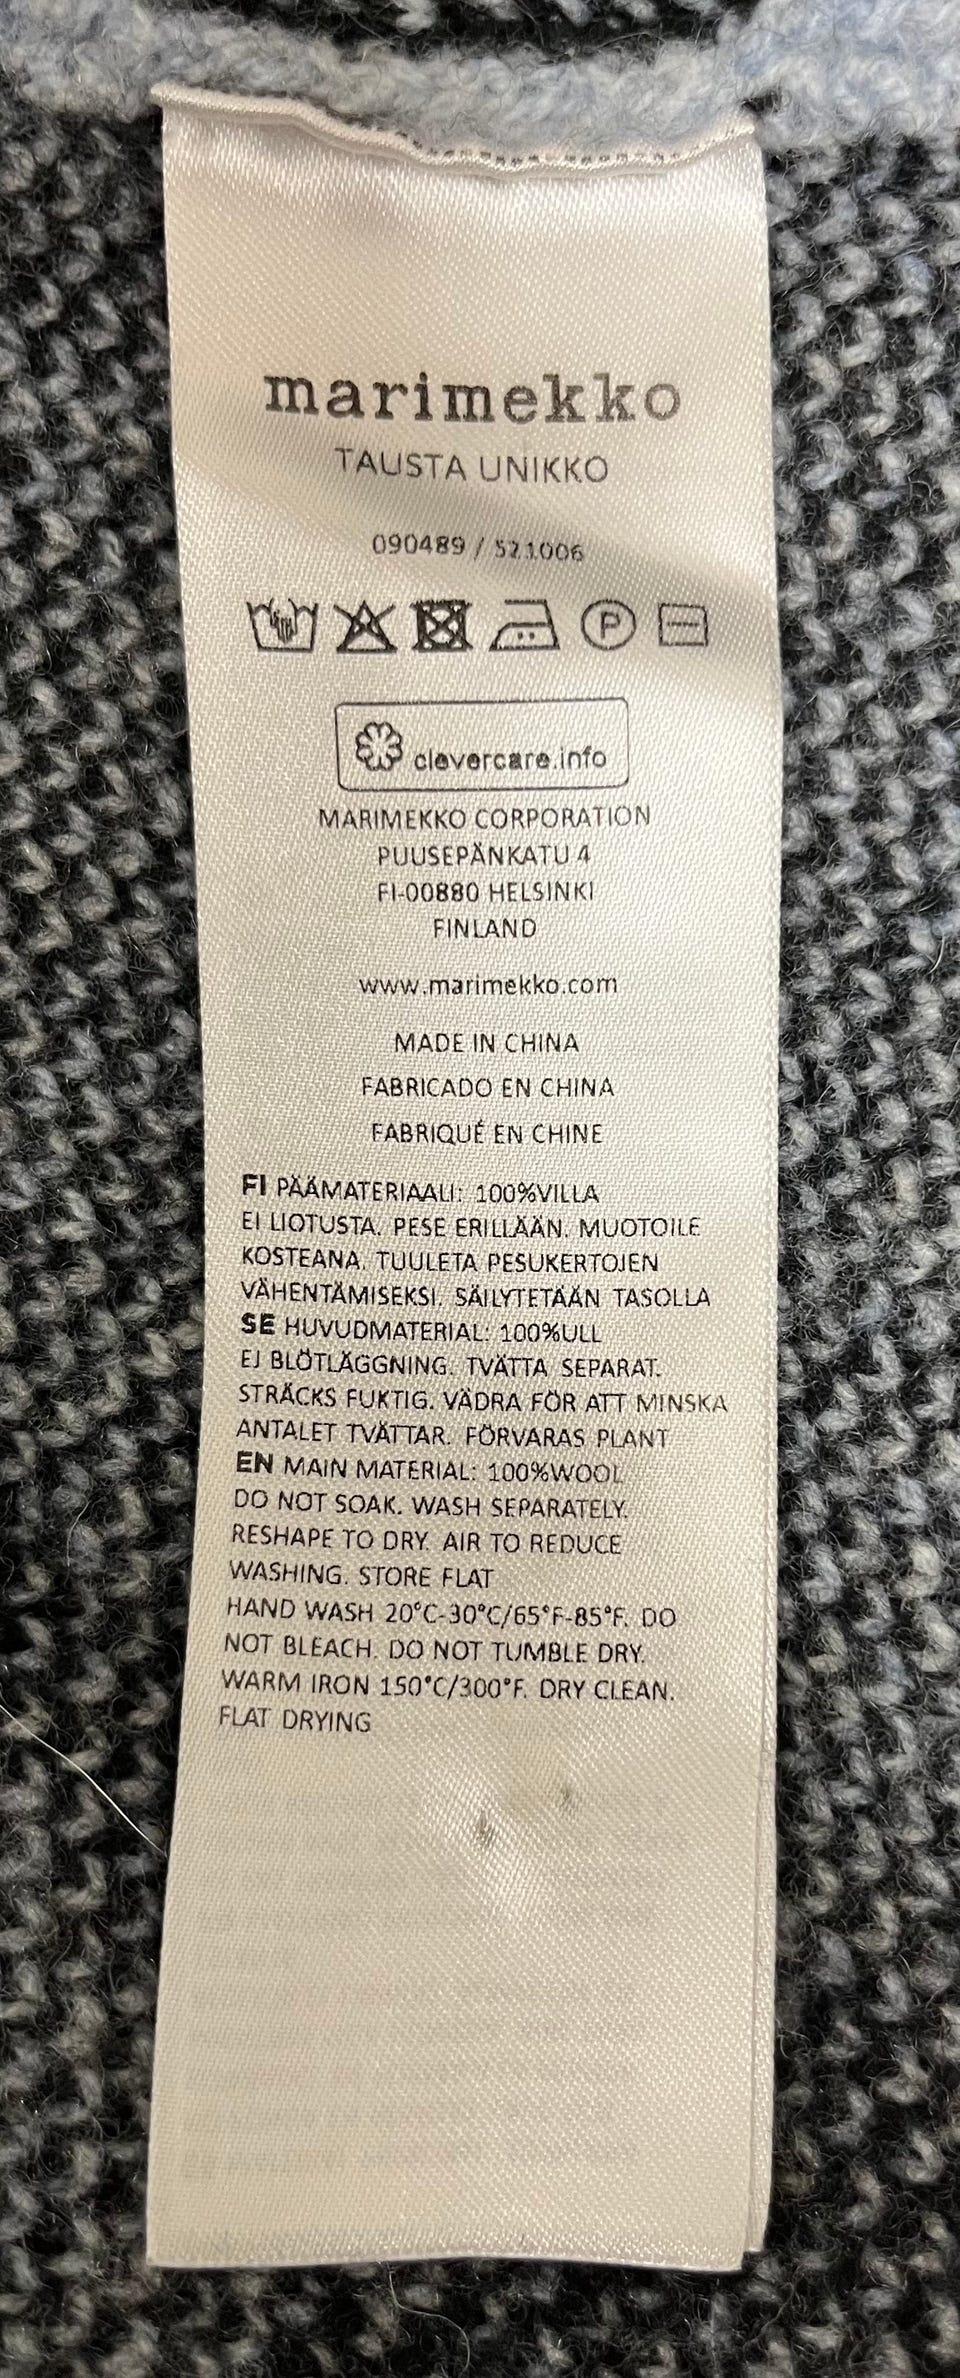 marimekko
TAUSTA UNIKKO
090489 / 521006
P
clevercare.info
MARIMEKKO CORPORATION
PUUSEPÄNKATU 4
FI-00880 HELSINKI
FINLAND
www.marimekko.com
MADE IN CHINA
FABRICADO EN CHINA
FABRIQUÉ EN CHINE
FI PÄÄMATERIAALI: 100%VILLA
EI LIOTUSTA. PESE ERILLÄÄN. MUOTOILE
KOSTEANA. TUULETA PESUKERTOJEN
VÄHENTÄMISEKSI. SÄILYTETÄÄN TASOLLA
SE HUVUDMATERIAL: 100%ULL
EJ BLÖTLÄGGNING. TVÄTTA SEPARAT.
STRÄCKS FUKTIG. VÄDRA FÖR ATT MINSKA
ANTALET TVÄTTAR. FÖRVARAS PLANT
EN MAIN MATERIAL: 100%WOOL
DO NOT SOAK. WASH SEPARATELY.
RESHAPE TO DRY. AIR TO REDUCE
WASHING. STORE FLAT
HAND WASH 20°C-30°C/65°F-85°F. DO
NOT BLEACH. DO NOT TUMBLE DRY.
WARM IRON 150°C/300°F. DRY CLEAN.
FLAT DRYING